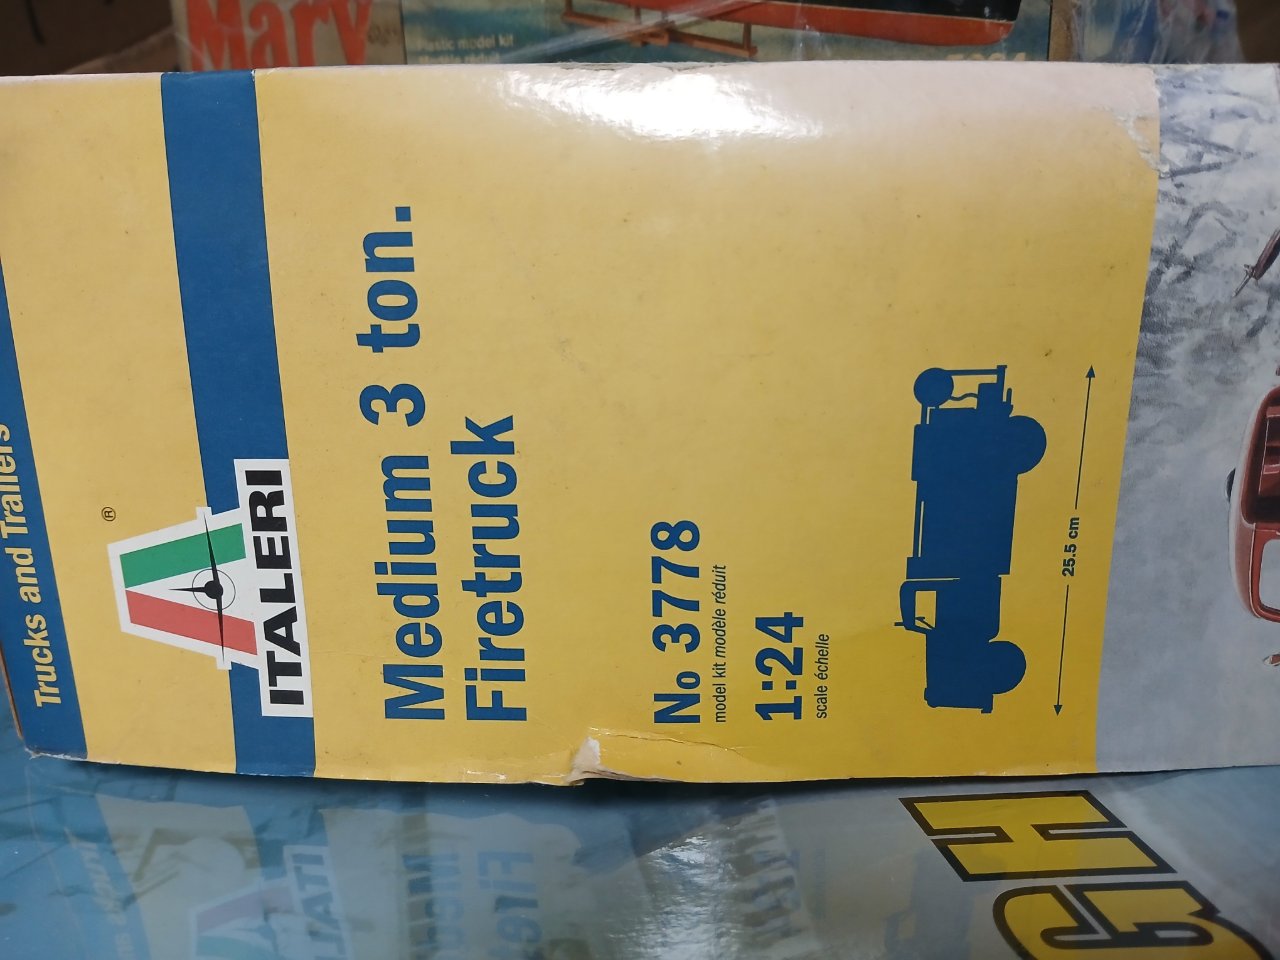 Trucks and Trailers
®
ITALERI
Medium 3 ton.
Firetruck
No 3778
model kit modèle réduit
1:24
scale échelle
25.5 cm
Mary
Plastic model kit